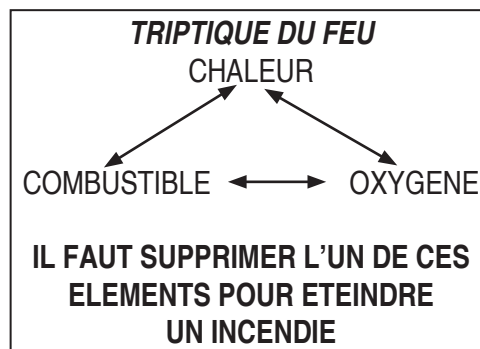 TRIPTIQUE DU FEU
CHALEUR
COMBUSTIBLE OXYGENE
IL FAUT SUPPRIMER L'UN DE CES
ELEMENTS POUR ETEINDRE
UN INCENDIE